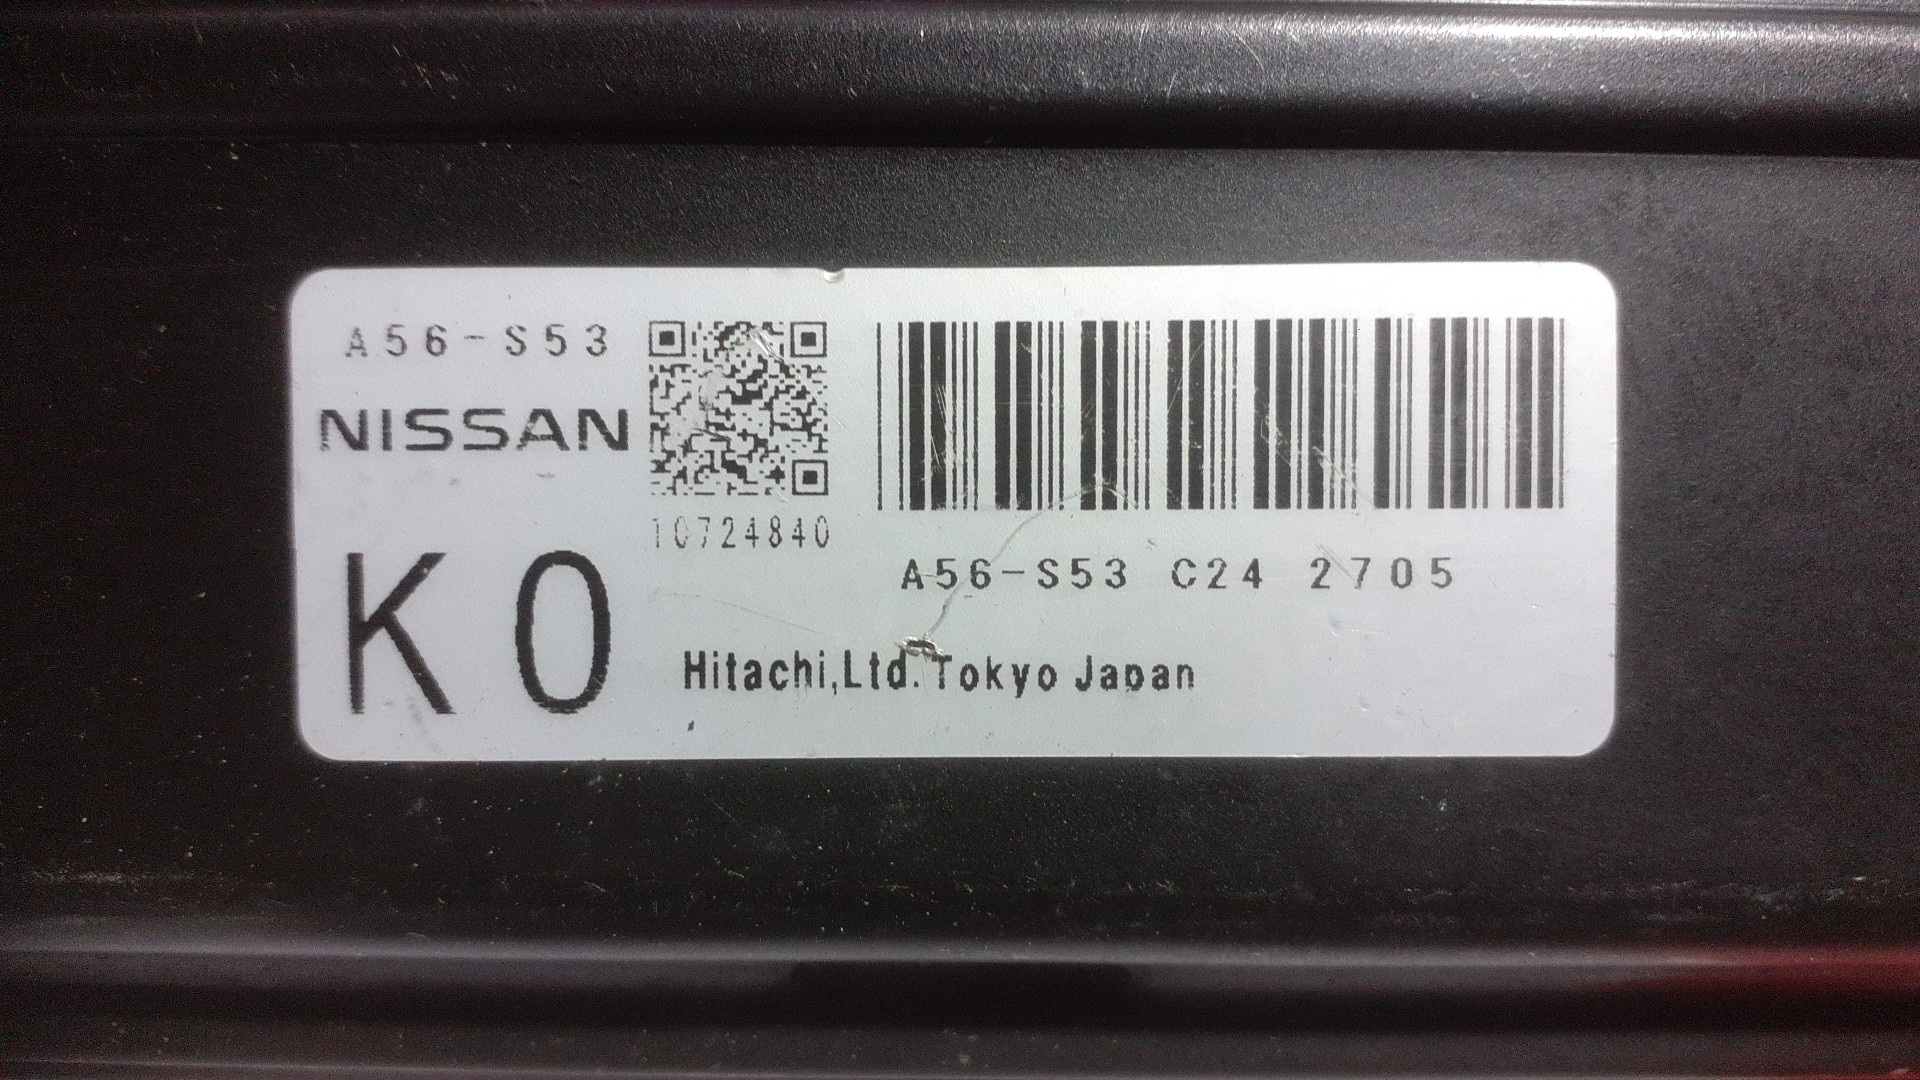 A56-S53
NISSAN
K0
10724840
A56-S53 C24 2705
Hitachi,Ltd. Tokyo Japan